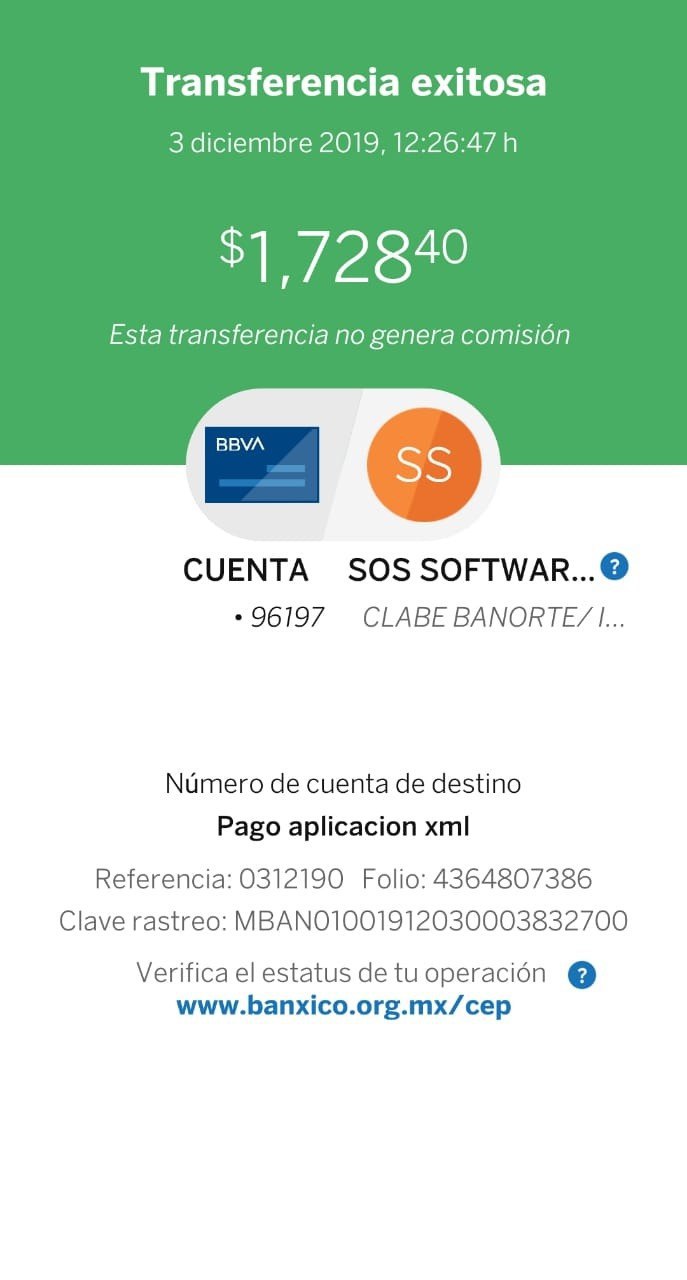 Transferencia exitosa
3 diciembre 2019, 12:26:47 h
$1,728 40
Esta transferencia no genera comisión
BBVA
SS
CUENTA SOS SOFTWAR... ?
• 96197 CLABE BANORTE/ I...
Número de cuenta de destino
Pago aplicacion xml
Referencia: 0312190 Folio: 4364807386
Clave rastreo: MBAN01001912030003832700
Verifica el estatus de tu operación ?
www.banxico.org.mx/cep